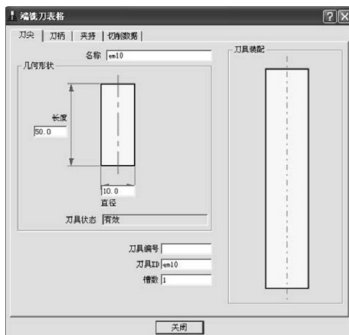 端铣刀表格
刀尖 刀柄 夹持 切削数据
名称 em10
刀具装配
几何形状
长度
50.0
10.0
直径
刀具状态 有效
刀具编号
刀具ID em10
槽数 1
关闭